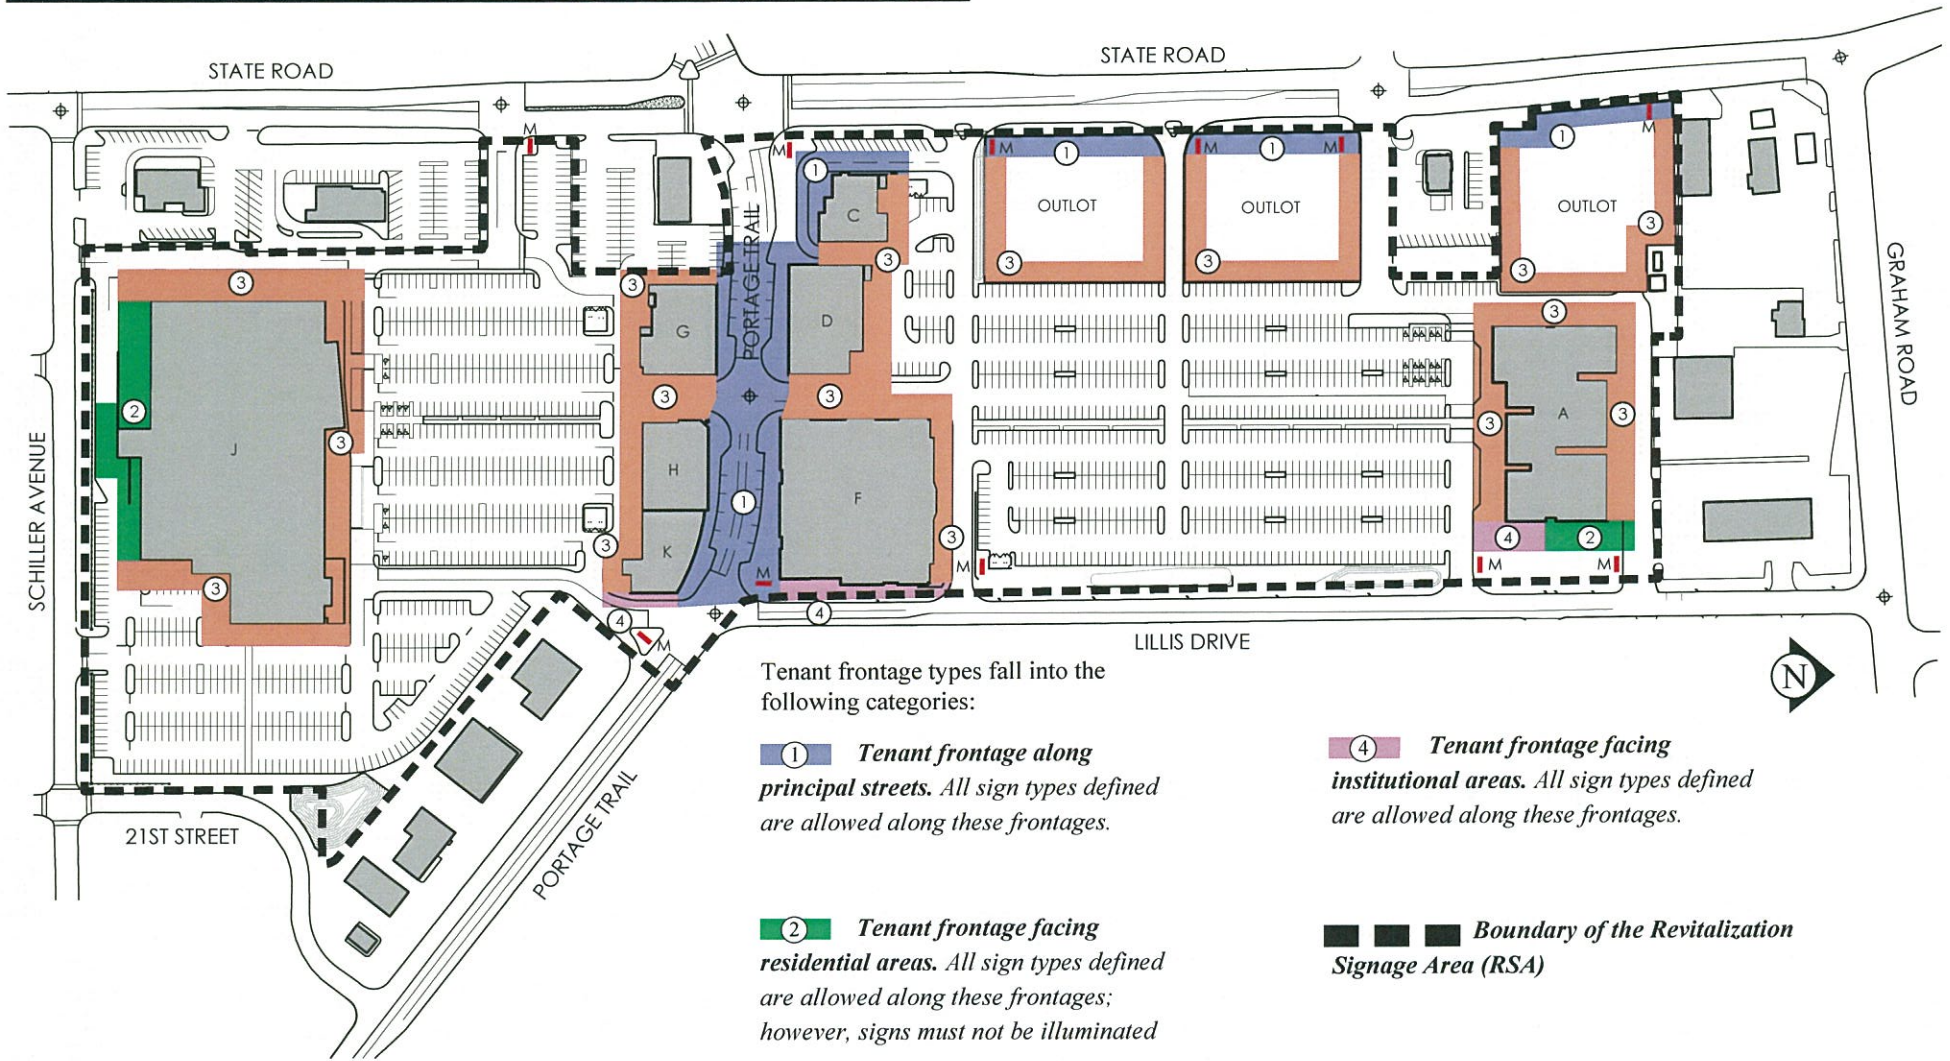 STATE ROAD
STATE ROAD
M
M
1
M
1
M
1
M
1
M
PORTAGE TRAIL
C
OUTLOT
OUTLOT
OUTLOT
3
3
3
3
3
3
3
3
G
D
GRAHAM ROAD
2
3
3
3
3
3
3
A
SCHILLER AVENUE
J
H
F
1
K
3
3
4
2
M
M
M
M
3
4
4
M
LILLIS DRIVE
N
21ST STREET
PORTAGE TRAIL
Tenant frontage types fall into the
following categories:
1 Tenant frontage along
principal streets. All sign types defined
are allowed along these frontages.
4 Tenant frontage facing
institutional areas. All sign types defined
are allowed along these frontages.
2 Tenant frontage facing
residential areas. All sign types defined
are allowed along these frontages;
however, signs must not be illuminated
Boundary of the Revitalization
Signage Area (RSA)